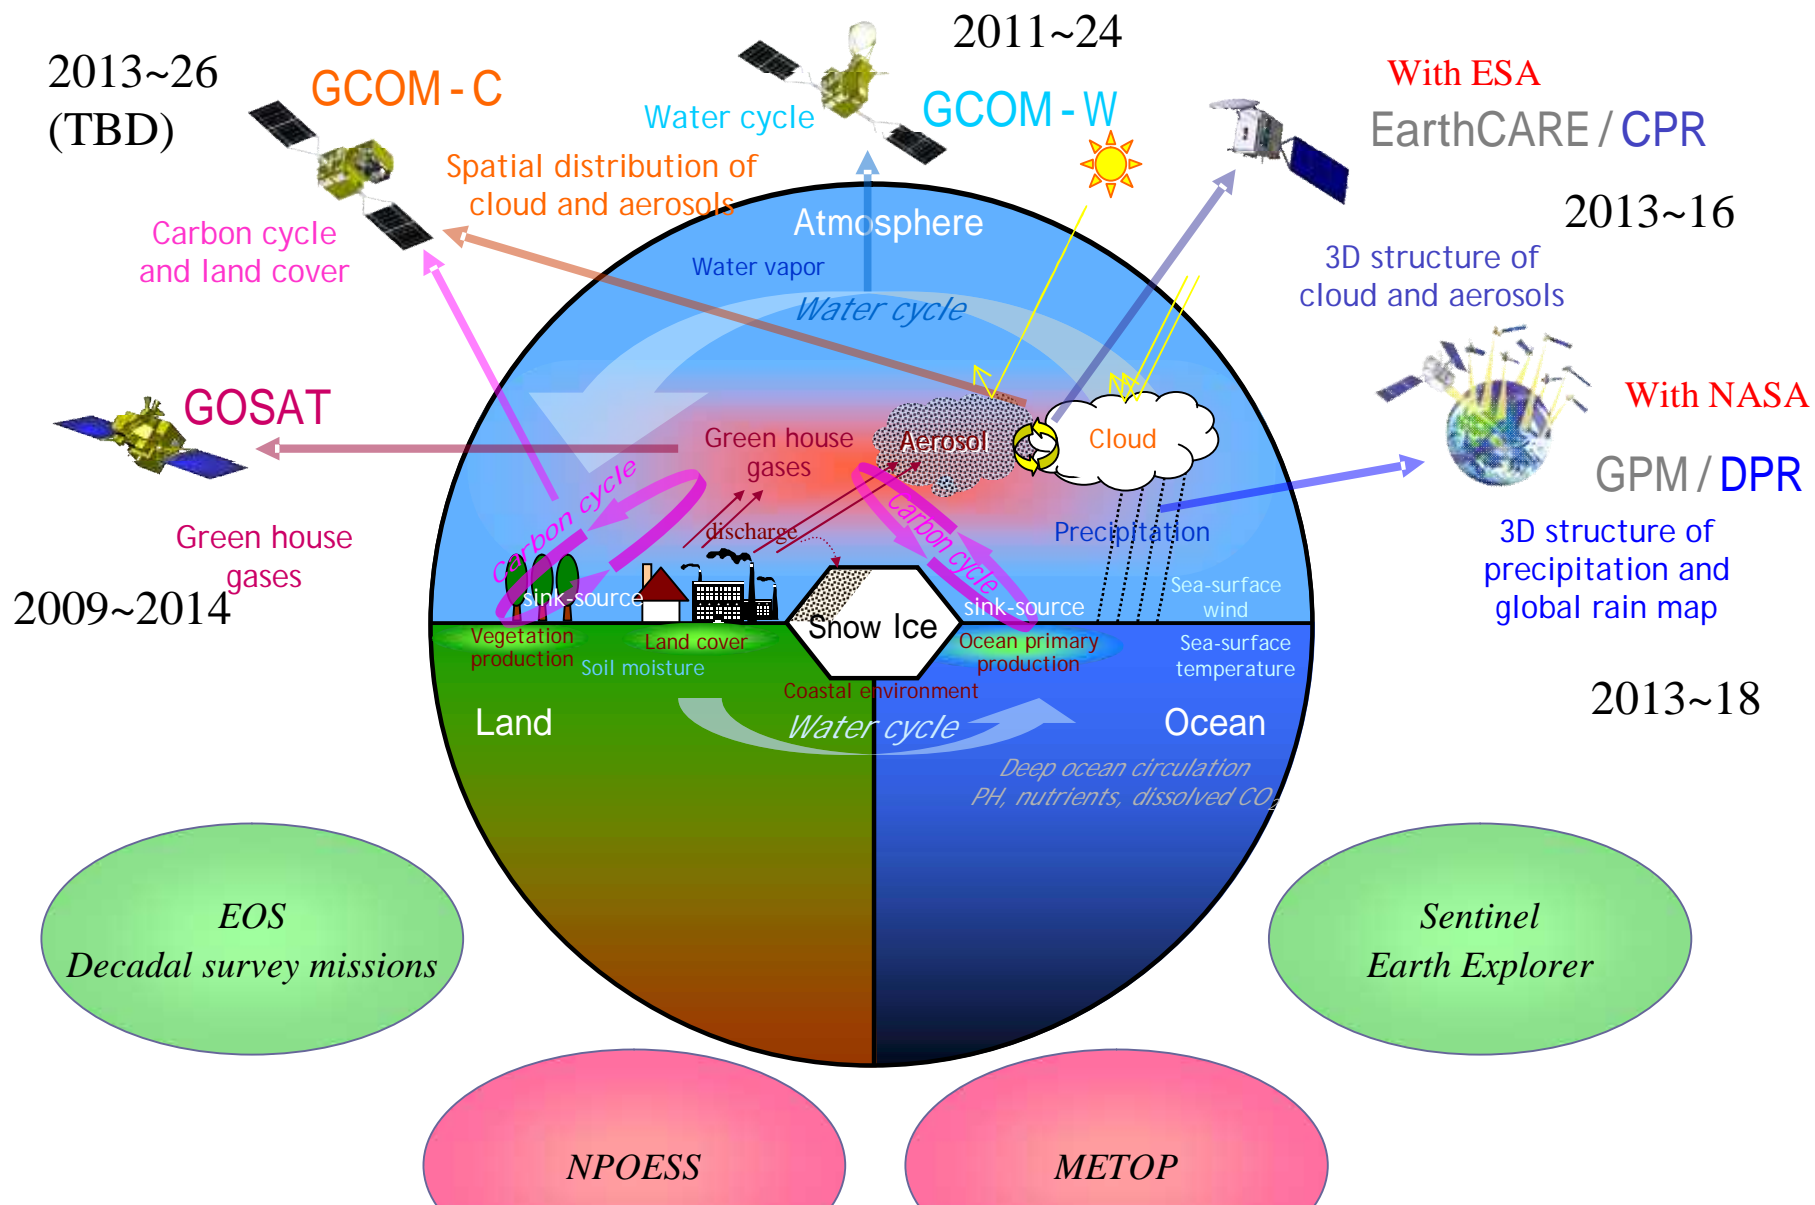 2011~24
2013~26
(TBD)
GCOM - C
Water cycle
GCOM - W
With ESA
EarthCARE / CPR
2013~16
Spatial distribution of
cloud and aerosols
Carbon cycle
and land cover
3D structure of
cloud and aerosols
Atmosphere
Water vapor
Water cycle
GOSAT
Green house
gases
2009~2014
With NASA
GPM / DPR
3D structure of
precipitation and
global rain map
2013~18
Green house
gases
Aerosol
Cloud
Carbon cycle
discharge
Carbon cycle
Precipitation
sink-source
sink-source
Sea-surface
wind
Snow Ice
Vegetation
production
Land cover
Soil moisture
Ocean primary
production
Sea-surface
temperature
Coastal environment
Land
Water cycle
Ocean
Deep ocean circulation
PH, nutrients, dissolved CO2
EOS
Decadal survey missions
Sentinel
Earth Explorer
NPOESS
METOP